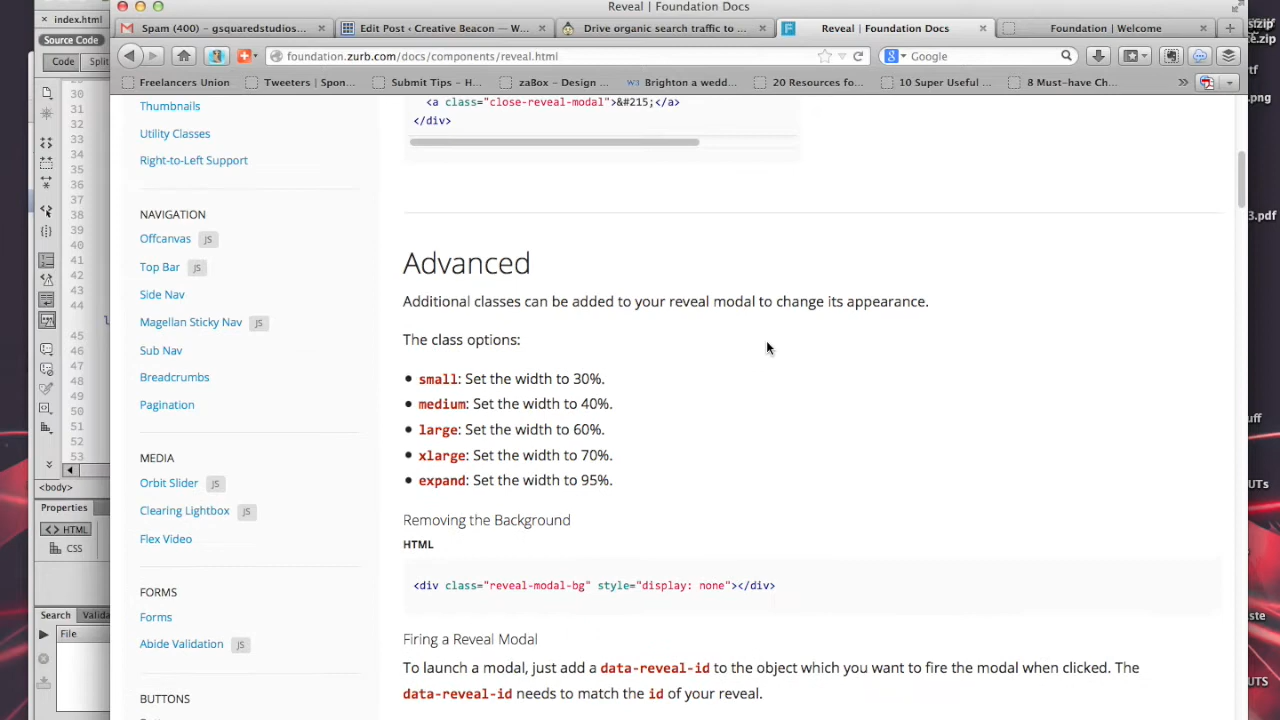 index.html
Reveal | Foundation Docs
Spam (400) – gsquaredstudios...
Edit Post ‹ Creative Beacon — W...
Drive organic search traffic to ...
Reveal | Foundation Docs
Foundation | Welcome
Source Code
foundation.zurb.com/docs/components/reveal.html
Google
Code
Split
Freelancers Union
Tweeters | Spon...
Submit Tips – H...
zaBox – Design ...
W3
Brighton a wedd...
20 Resources fo...
10 Super Useful ...
8 Must-have Ch...
30
31
32
33
34
35
36
37
38
39
40
41
42
43
44
45
46
47
48
49
50
51
52
53
<body>
Properties
<> HTML
CSS
Search
Valida
File
Thumbnails
Utility Classes
Right-to-Left Support
NAVIGATION
Offcanvas JS
Top Bar JS
Side Nav
Magellan Sticky Nav JS
Sub Nav
Breadcrumbs
Pagination
MEDIA
Orbit Slider JS
Clearing Lightbox JS
Flex Video
FORMS
Forms
Abide Validation JS
BUTTONS
<a class="close-reveal-modal">&#215;</a>
</div>
Advanced
Additional classes can be added to your reveal modal to change its appearance.
The class options:
• small: Set the width to 30%.
• medium: Set the width to 40%.
• large: Set the width to 60%.
• xlarge: Set the width to 70%.
• expand: Set the width to 95%.
Removing the Background
HTML
<div class="reveal-modal-bg" style="display: none"></div>
Firing a Reveal Modal
To launch a modal, just add a data-reveal-id to the object which you want to fire the modal when clicked. The
data-reveal-id needs to match the id of your reveal.
.png
3.pdf
UTs
UTS